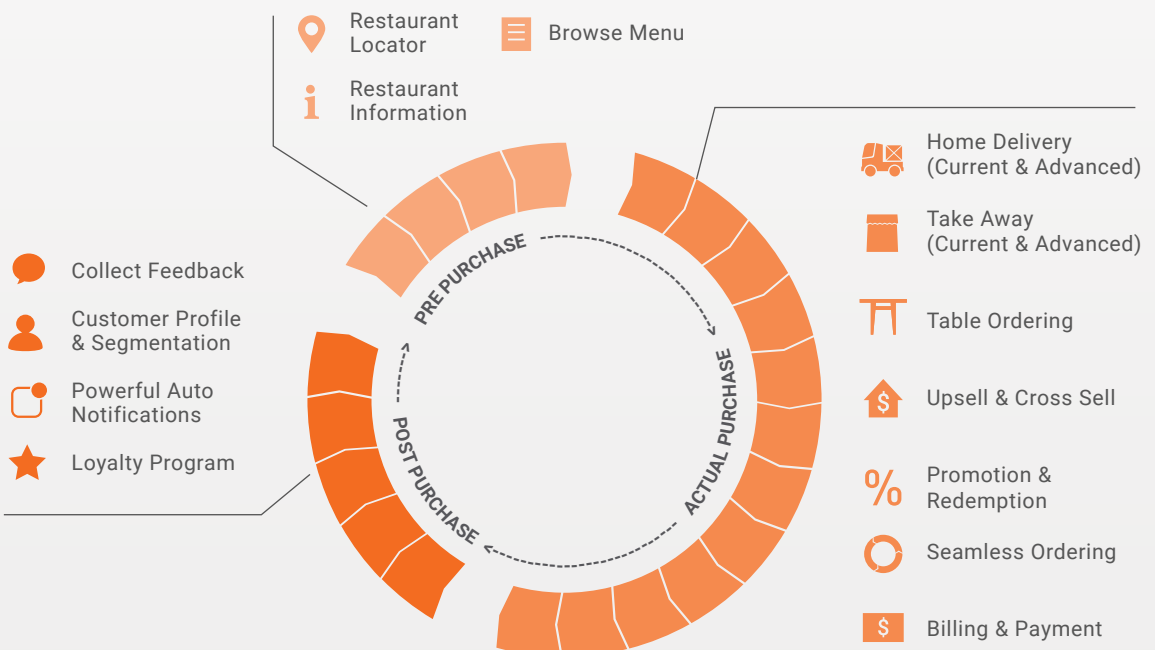 Restaurant
Locator
Browse Menu
Restaurant
Information
Home Delivery
(Current & Advanced)
Take Away
(Current & Advanced)
Table Ordering
Upsell & Cross Sell
$
Promotion &
Redemption
%
Seamless Ordering
Billing & Payment
$
Collect Feedback
Customer Profile
& Segmentation
Powerful Auto
Notifications
Loyalty Program
PRE PURCHASE
ACTUAL PURCHASE
POST PURCHASE